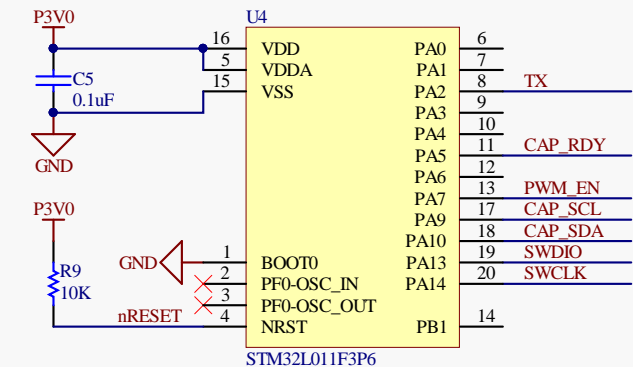 P3V0
U4
16 VDD PA0 6
5 VDDA PA1 7
15 VSS PA2 8 TX
C5
0.1uF
PA3 9
PA4 10
PA5 11 CAP_RDY
GND
PA6 12
PA7 13 PWM_EN
P3V0
PA9 17 CAP_SCL
PA10 18 CAP_SDA
GND 1 BOOT0 PA13 19 SWDIO
R9
10K
2 PF0-OSC_IN PA14 20 SWCLK
3 PF0-OSC_OUT
nRESET 4 NRST PB1 14
STM32L011F3P6